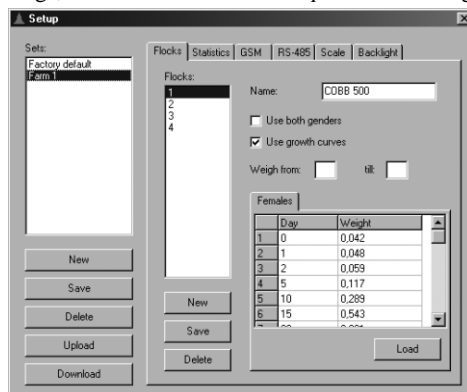 Setup
Sets:
Factory default
Farm 1
New
Save
Delete
Upload
Download
Flocks Statistics GSM RS-485 Scale Backlight
Flocks:
1
2
3
4
New
Save
Delete
Name: COBB 500
Use both genders
Use growth curves
Weigh from: till:
Females
Day Weight
1 0 0,042
2 1 0,048
3 2 0,059
4 5 0,117
5 10 0,289
6 15 0,543
Load